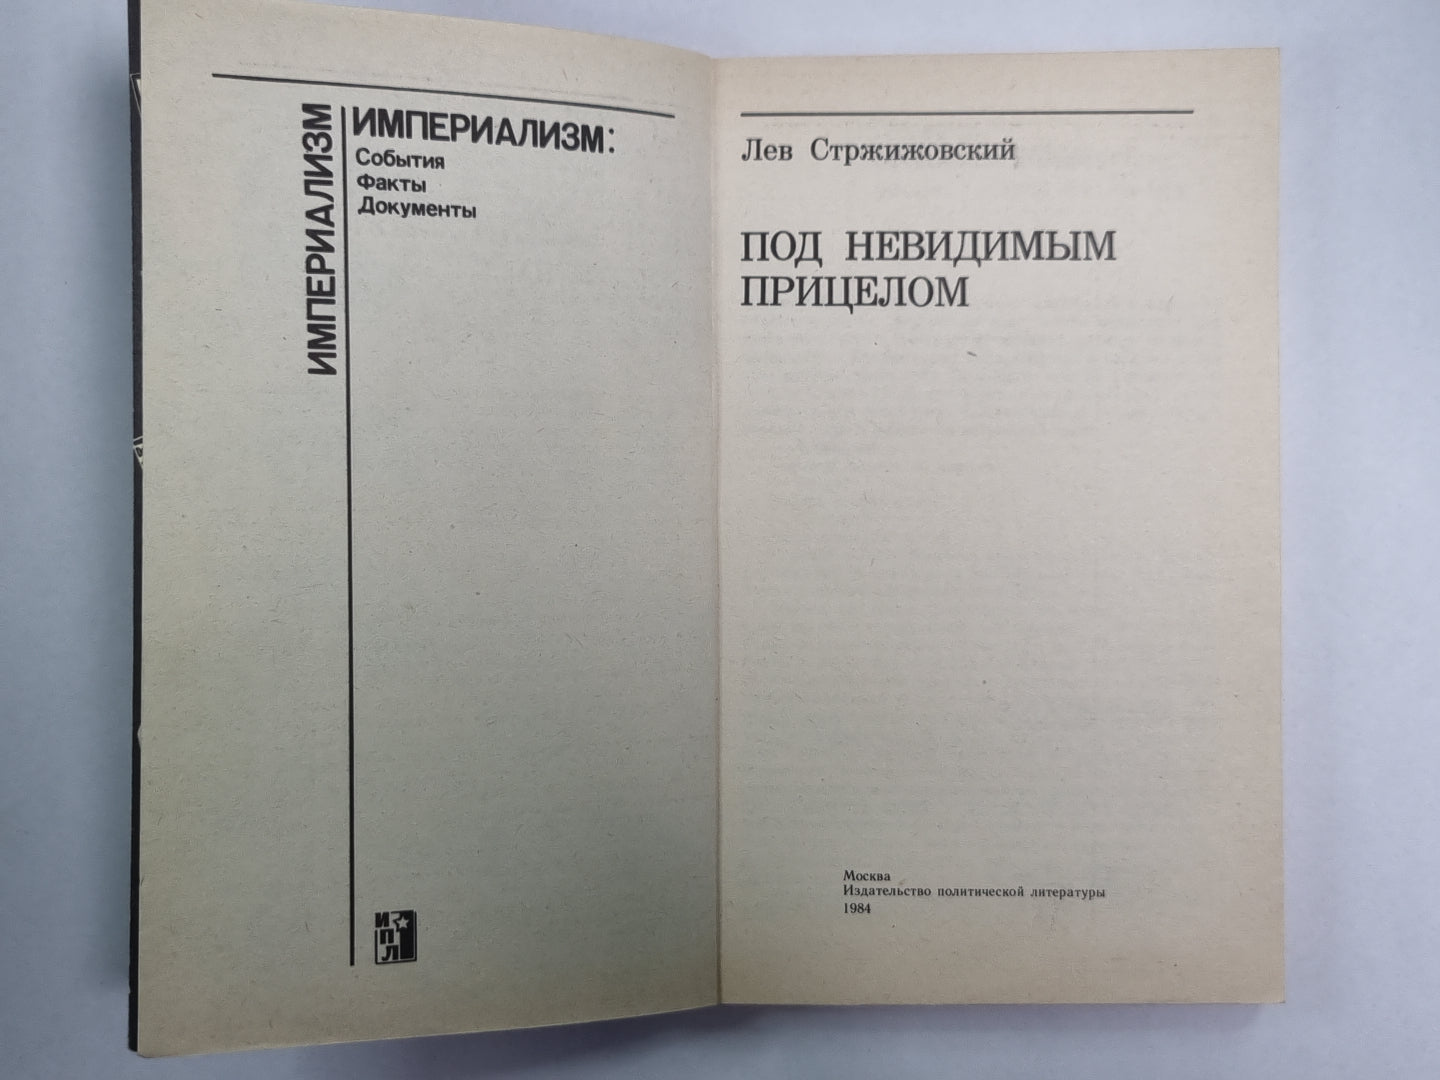 ИМПЕРИАЛИЗМ
ИМПЕРИАЛИЗМ:
События
Факты
Документы
И
П
Л
Лев Стржижовский
ПОД НЕВИДИМЫМ
ПРИЦЕЛОМ
Москва
Издательство политической литературы
1984